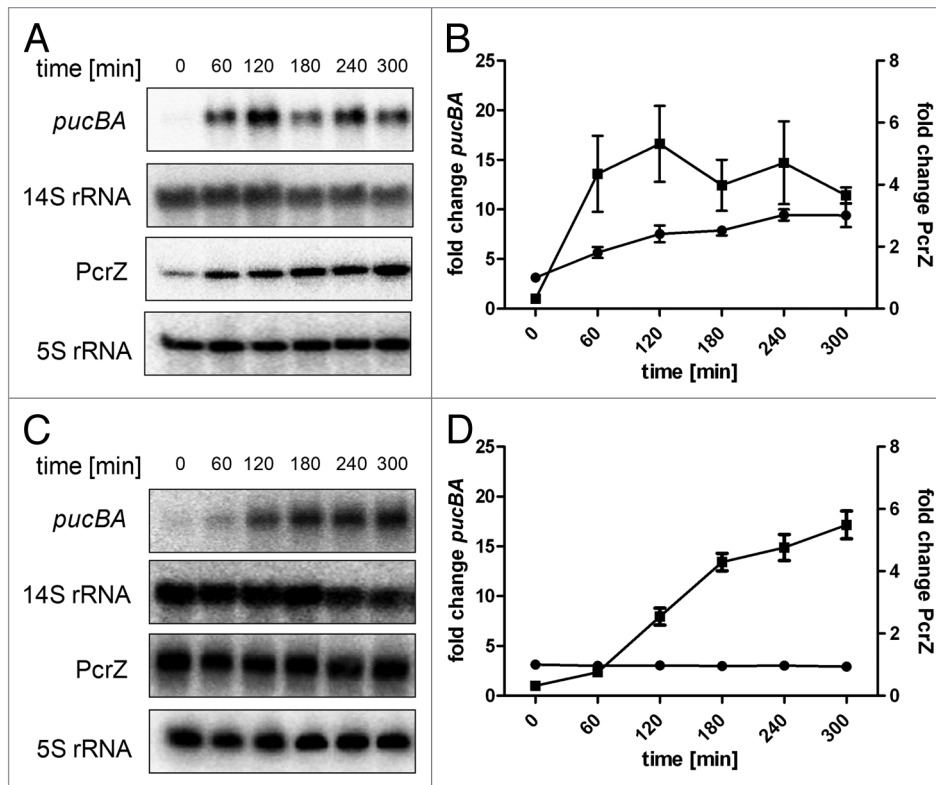 A
time [min] 0 60 120 180 240 300
pucBA
14S rRNA
PcrZ
5S rRNA
B
fold change pucBA
25
20
15
10
5
0
8
6
4
2
0
fold change PcrZ
0 60 120 180 240 300
time [min]
C
time [min] 0 60 120 180 240 300
pucBA
14S rRNA
PcrZ
5S rRNA
D
fold change pucBA
25
20
15
10
5
0
8
6
4
2
0
fold change PcrZ
0 60 120 180 240 300
time [min]